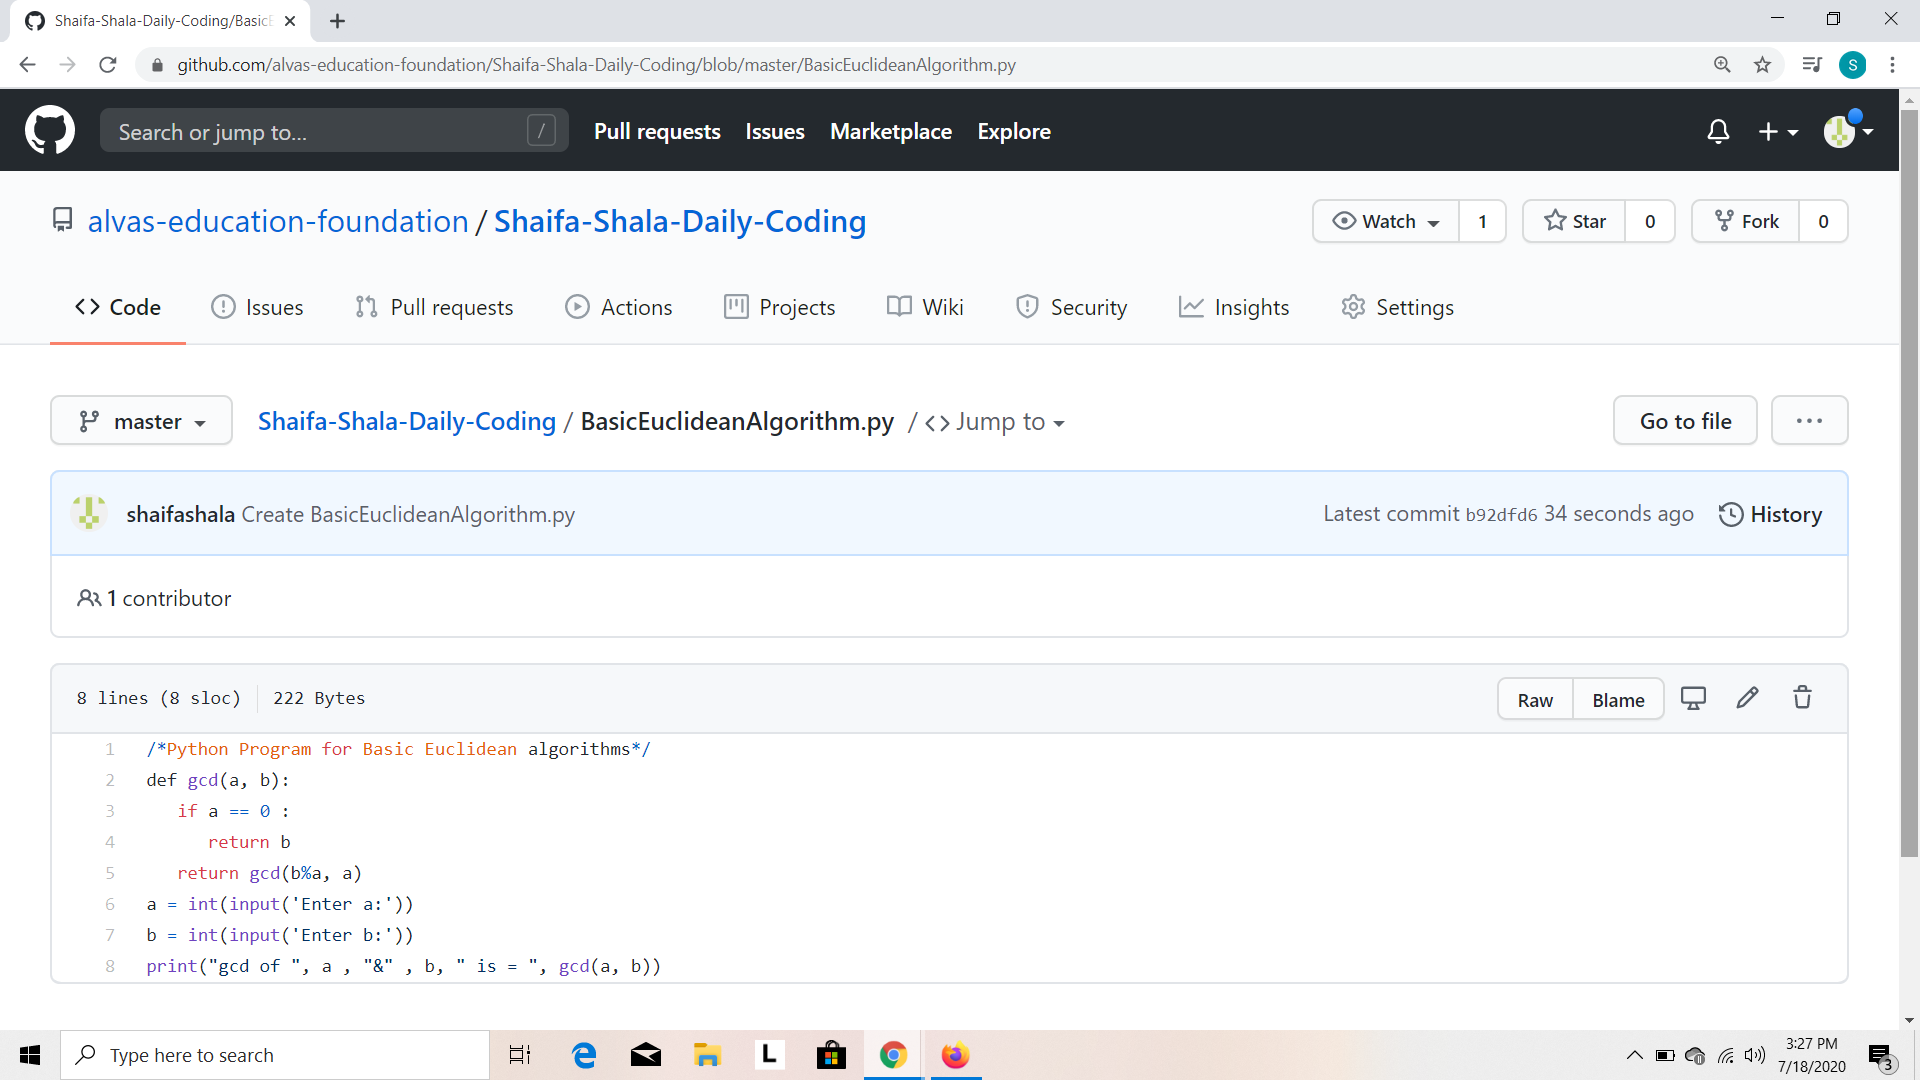 Shaifa-Shala-Daily-Coding/BasicE
github.com/alvas-education-foundation/Shaifa-Shala-Daily-Coding/blob/master/BasicEuclideanAlgorithm.py
S
Search or jump to... /
Pull requests Issues Marketplace Explore
alvas-education-foundation / Shaifa-Shala-Daily-Coding
Watch 1 Star 0 Fork 0
Code Issues Pull requests Actions Projects Wiki Security Insights Settings
master Shaifa-Shala-Daily-Coding / BasicEuclideanAlgorithm.py / <> Jump to Go to file ...
shaifashala Create BasicEuclideanAlgorithm.py Latest commit b92dfd6 34 seconds ago History
1 contributor
8 lines (8 sloc) 222 Bytes Raw Blame
1 /*Python Program for Basic Euclidean algorithms*/
2 def gcd(a, b):
3 if a == 0 :
4 return b
5 return gcd(b%a, a)
6 a = int(input('Enter a:'))
7 b = int(input('Enter b:'))
8 print("gcd of ", a , "&" , b, " is = ", gcd(a, b))
Type here to search
L
3:27 PM
7/18/2020
3